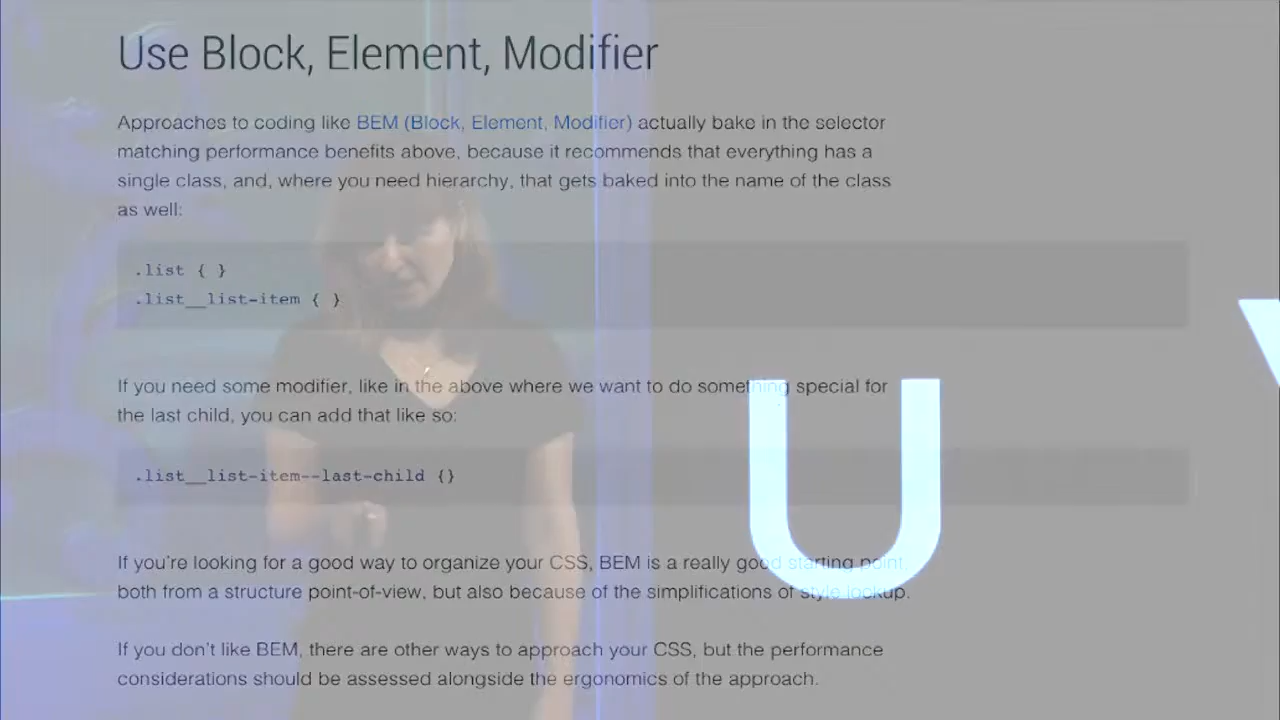 Use Block, Element, Modifier
Approaches to coding like BEM (Block, Element, Modifier) actually bake in the selector
matching performance benefits above, because it recommends that everything has a
single class, and, where you need hierarchy, that gets baked into the name of the class
as well:
.list { }
.list__list-item { }
If you need some modifier, like in the above where we want to do something special for
the last child, you can add that like so:
.list__list-item--last-child {}
U
If you're looking for a good way to organize your CSS, BEM is a really good starting point,
both from a structure point-of-view, but also because of the simplifications of style lookup.
If you don't like BEM, there are other ways to approach your CSS, but the performance
considerations should be assessed alongside the ergonomics of the approach.